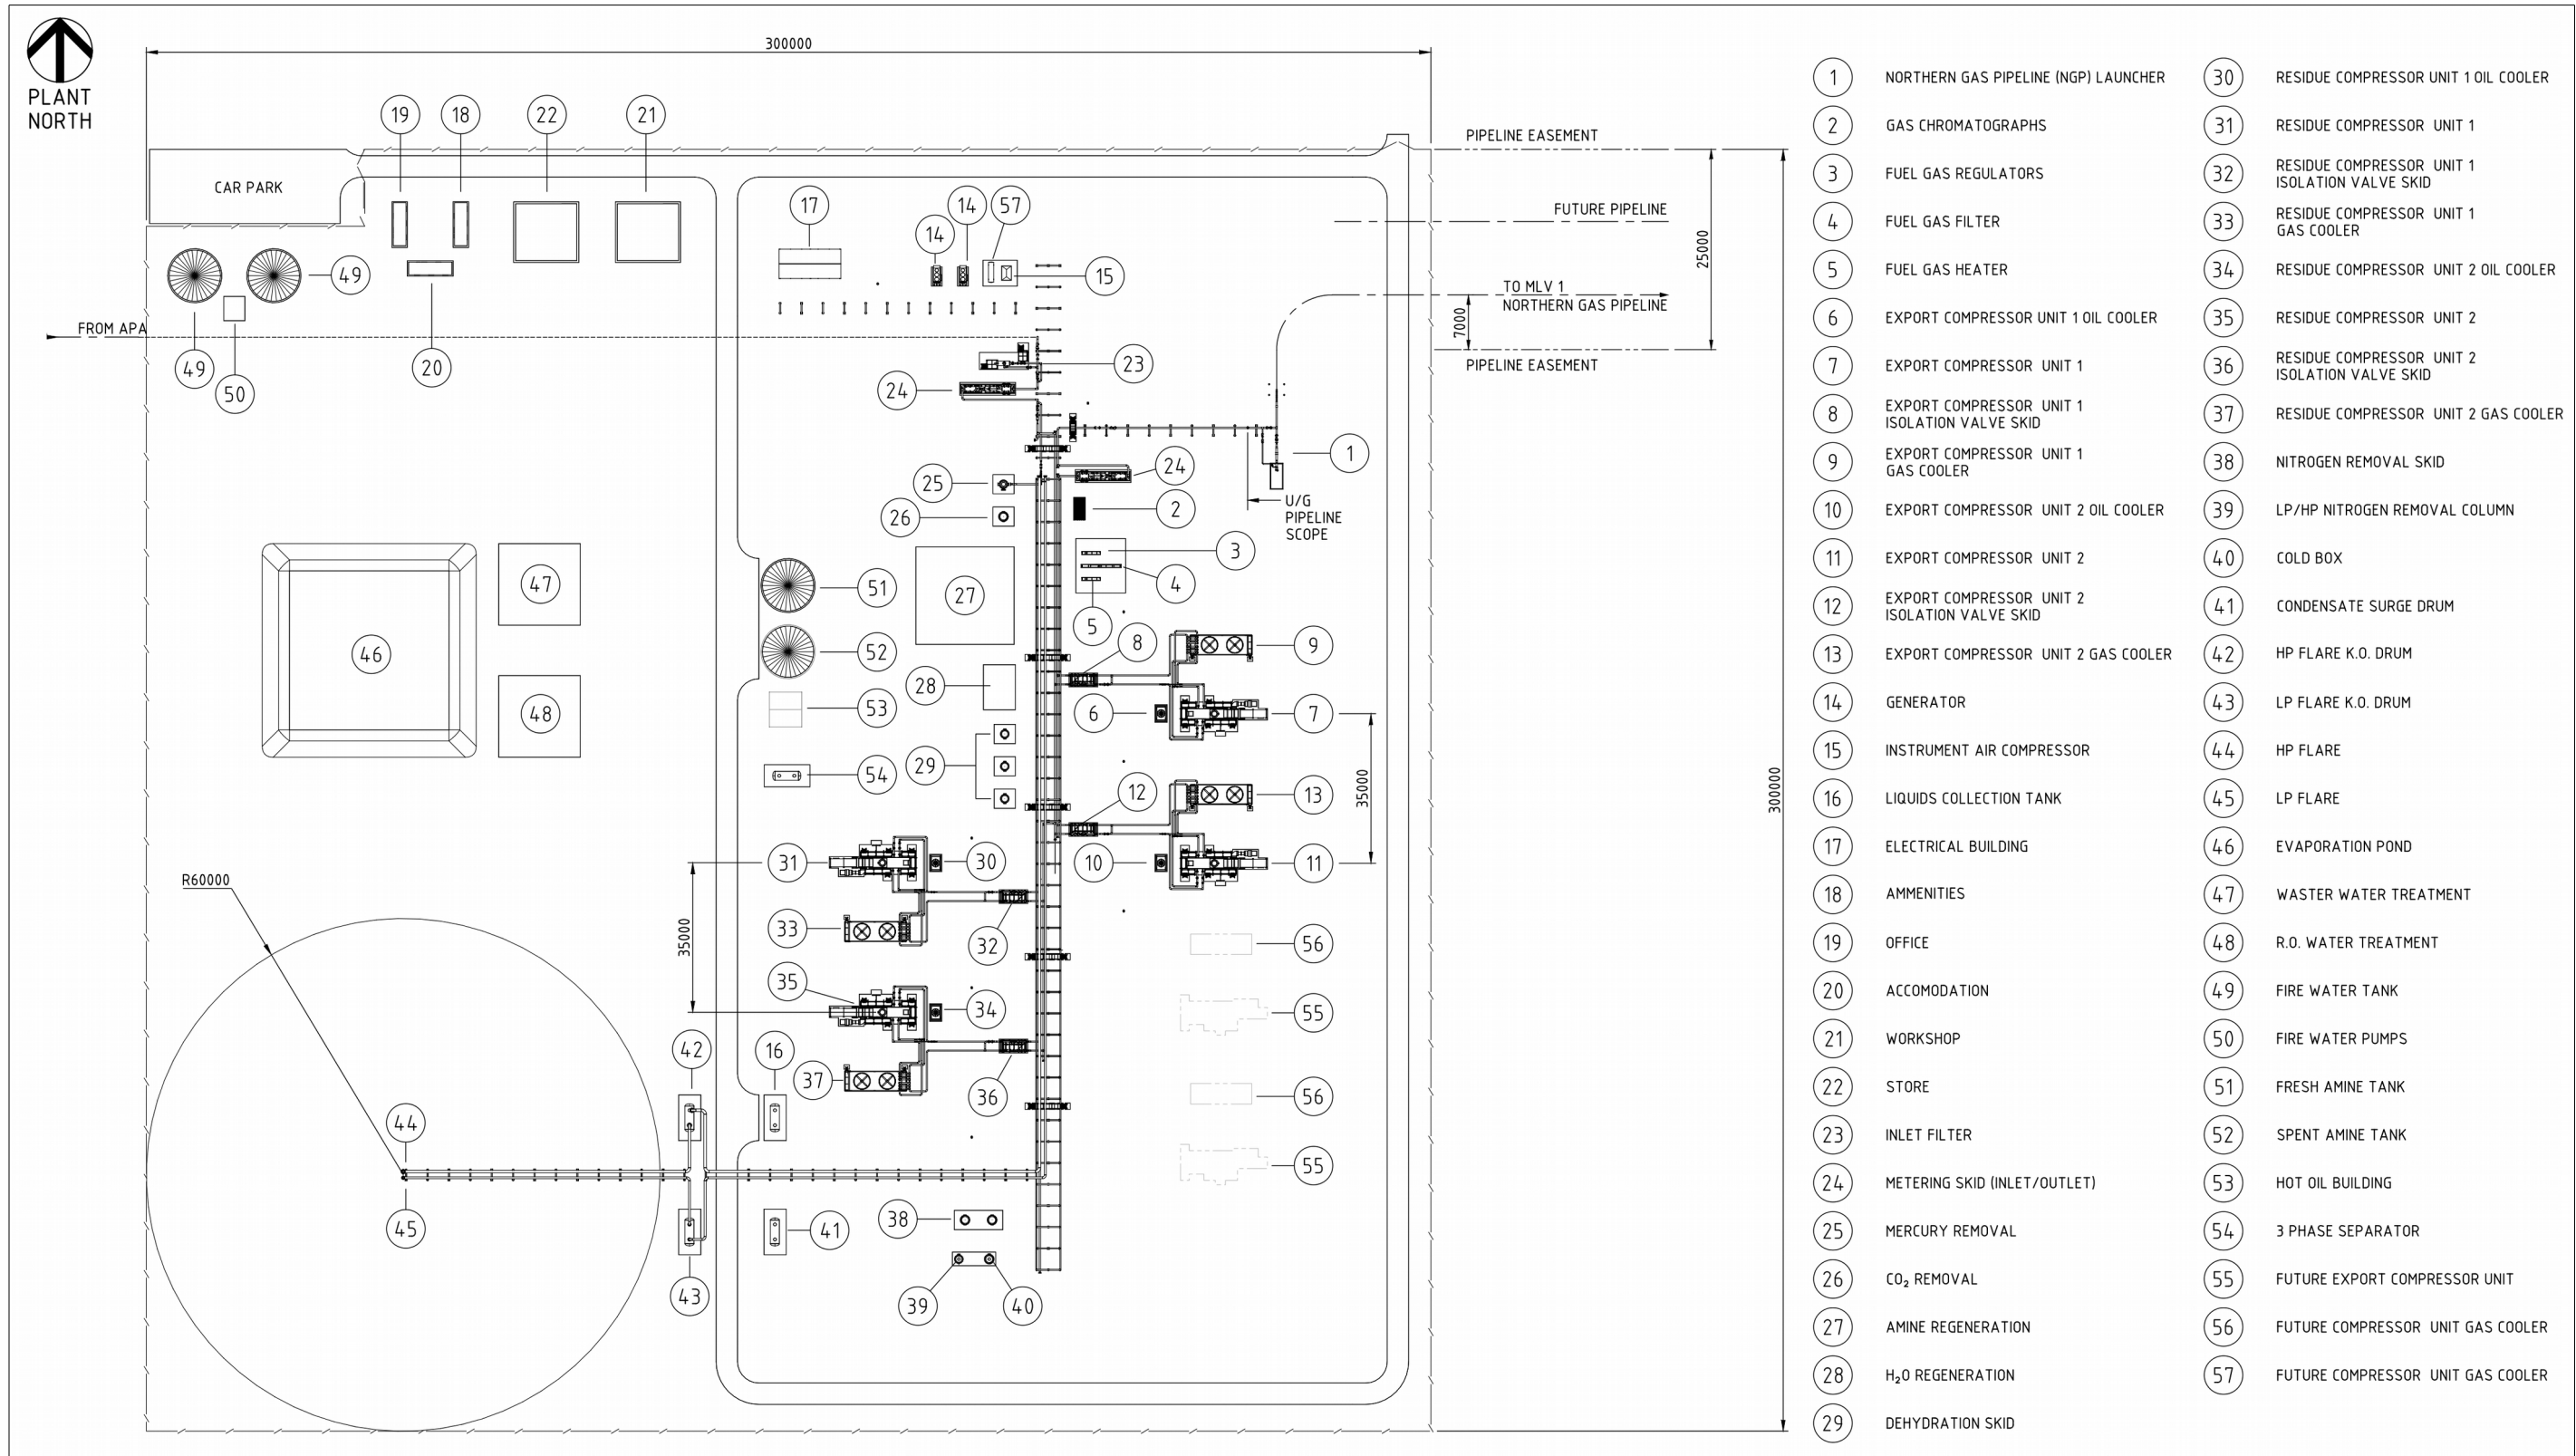 PLANT
NORTH
300000
19
18
22
21
PIPELINE EASEMENT
CAR PARK
17
14
14
57
FUTURE PIPELINE
25000
49
15
TO MLV 1
NORTHERN GAS PIPELINE
7000
FROM APA
49
50
20
23
24
PIPELINE EASEMENT
1
24
25
2
26
U/G
PIPELINE
SCOPE
3
47
51
27
4
5
46
52
8
9
28
48
53
6
7
29
54
12
13
35000
300000
31
30
10
11
R60000
33
32
56
35000
35
34
55
42
16
37
36
56
44
55
45
38
41
43
39
40
1 NORTHERN GAS PIPELINE (NGP) LAUNCHER
2 GAS CHROMATOGRAPHS
3 FUEL GAS REGULATORS
4 FUEL GAS FILTER
5 FUEL GAS HEATER
6 EXPORT COMPRESSOR UNIT 1 OIL COOLER
7 EXPORT COMPRESSOR UNIT 1
8 EXPORT COMPRESSOR UNIT 1
ISOLATION VALVE SKID
9 EXPORT COMPRESSOR UNIT 1
GAS COOLER
10 EXPORT COMPRESSOR UNIT 2 OIL COOLER
11 EXPORT COMPRESSOR UNIT 2
12 EXPORT COMPRESSOR UNIT 2
ISOLATION VALVE SKID
13 EXPORT COMPRESSOR UNIT 2 GAS COOLER
14 GENERATOR
15 INSTRUMENT AIR COMPRESSOR
16 LIQUIDS COLLECTION TANK
17 ELECTRICAL BUILDING
18 AMMENITIES
19 OFFICE
20 ACCOMODATION
21 WORKSHOP
22 STORE
23 INLET FILTER
24 METERING SKID (INLET/OUTLET)
25 MERCURY REMOVAL
26 CO₂ REMOVAL
27 AMINE REGENERATION
28 H₂O REGENERATION
29 DEHYDRATION SKID
30 RESIDUE COMPRESSOR UNIT 1 OIL COOLER
31 RESIDUE COMPRESSOR UNIT 1
32 RESIDUE COMPRESSOR UNIT 1
ISOLATION VALVE SKID
33 RESIDUE COMPRESSOR UNIT 1
GAS COOLER
34 RESIDUE COMPRESSOR UNIT 2 OIL COOLER
35 RESIDUE COMPRESSOR UNIT 2
36 RESIDUE COMPRESSOR UNIT 2
ISOLATION VALVE SKID
37 RESIDUE COMPRESSOR UNIT 2 GAS COOLER
38 NITROGEN REMOVAL SKID
39 LP/HP NITROGEN REMOVAL COLUMN
40 COLD BOX
41 CONDENSATE SURGE DRUM
42 HP FLARE K.O. DRUM
43 LP FLARE K.O. DRUM
44 HP FLARE
45 LP FLARE
46 EVAPORATION POND
47 WASTER WATER TREATMENT
48 R.O. WATER TREATMENT
49 FIRE WATER TANK
50 FIRE WATER PUMPS
51 FRESH AMINE TANK
52 SPENT AMINE TANK
53 HOT OIL BUILDING
54 3 PHASE SEPARATOR
55 FUTURE EXPORT COMPRESSOR UNIT
56 FUTURE COMPRESSOR UNIT GAS COOLER
57 FUTURE COMPRESSOR UNIT GAS COOLER